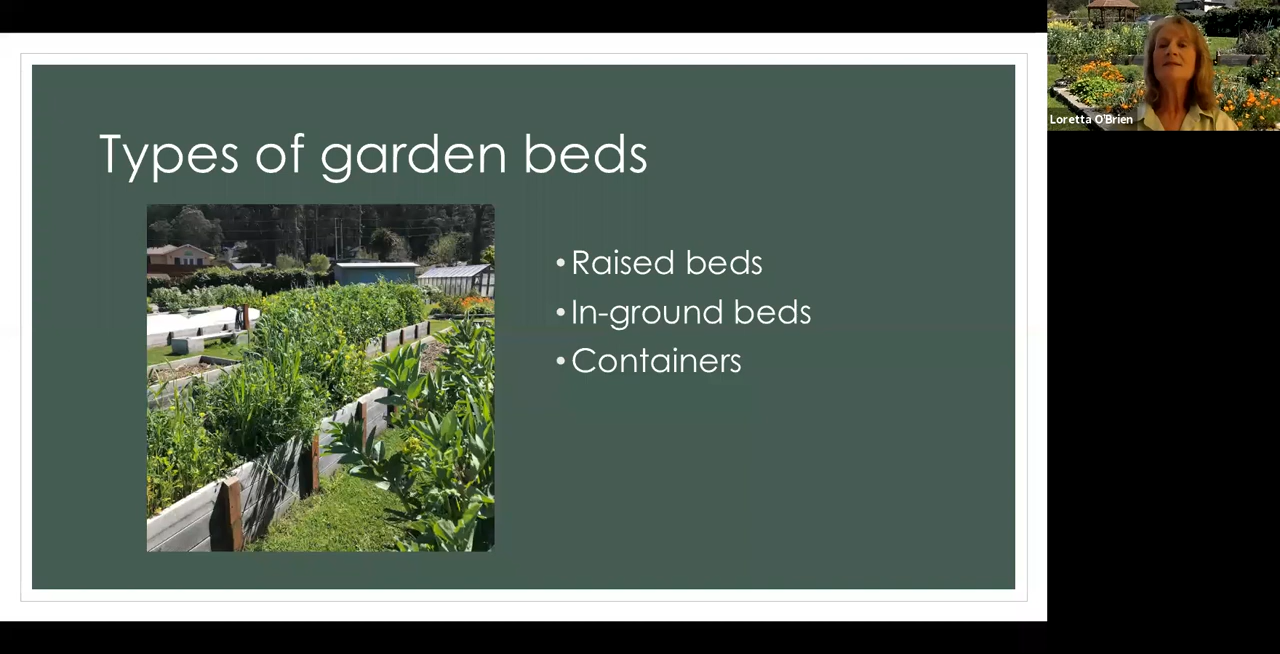 Types of garden beds
• Raised beds
• In-ground beds
• Containers
Loretta O'Brien